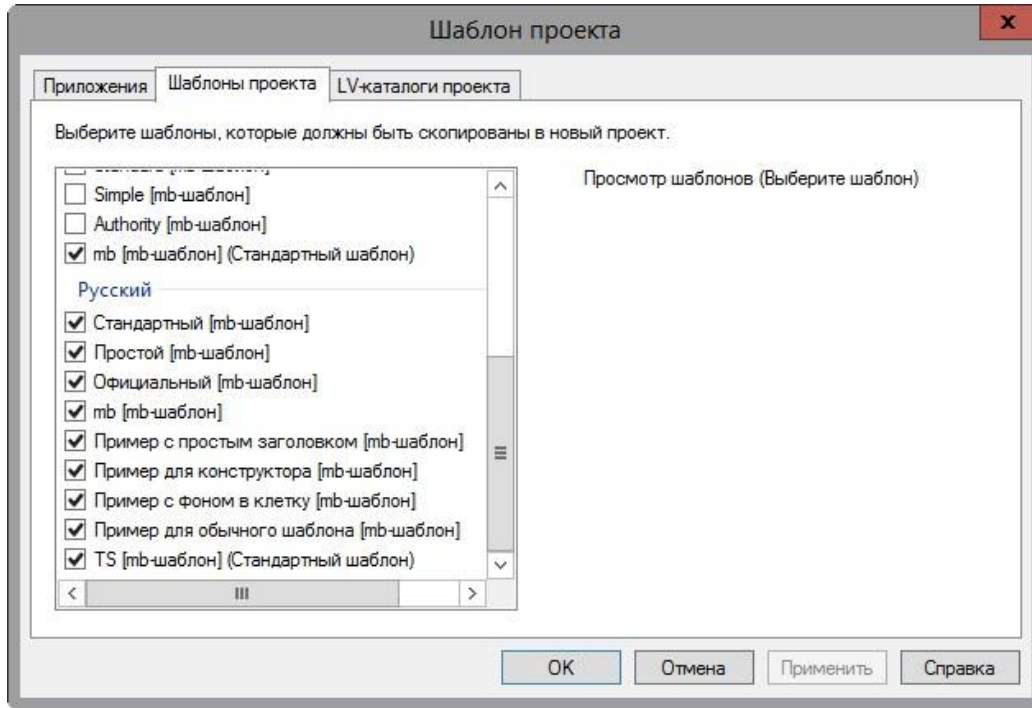 Шаблон проекта
Приложения
Шаблоны проекта
LV-каталоги проекта
Выберите шаблоны, которые должны быть скопированы в новый проект.
Просмотр шаблонов (Выберите шаблон)
Simple [mb-шаблон]
Authority [mb-шаблон]
mb [mb-шаблон] (Стандартный шаблон)
Русский
Стандартный [mb-шаблон]
Простой [mb-шаблон]
Официальный [mb-шаблон]
mb [mb-шаблон]
Пример с простым заголовком [mb-шаблон]
Пример для конструктора [mb-шаблон]
Пример с фоном в клетку [mb-шаблон]
Пример для обычного шаблона [mb-шаблон]
TS [mb-шаблон] (Стандартный шаблон)
OK
Отмена
Применить
Справка